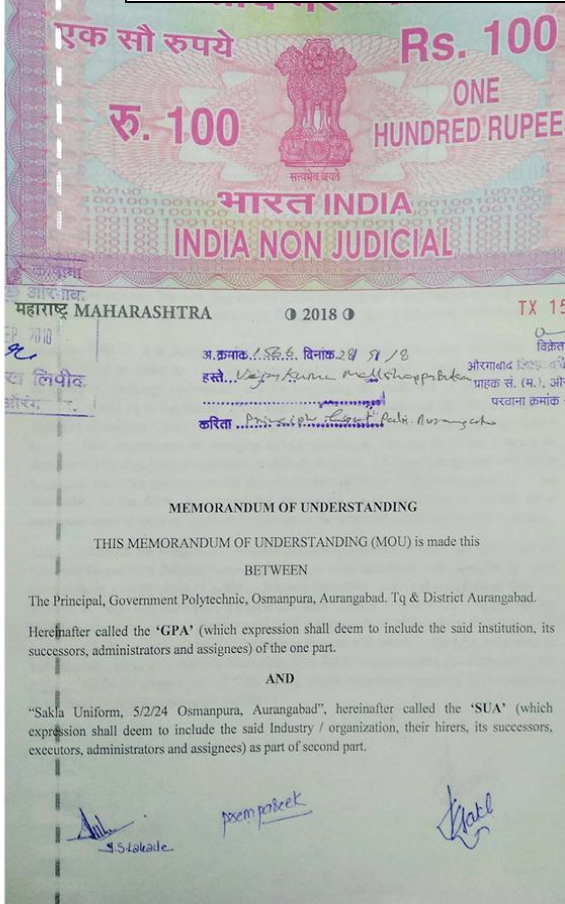 एक सौ रुपये
Rs. 100
रु. 100
ONE
HUNDRED RUPEE
सत्यमेव जयते
भारत INDIA
INDIA NON JUDICIAL
महाराष्ट्र MAHARASHTRA
2018
TX 15
अ.क्रमांक
दिनांक
हस्ते...
औरंगाबाद
ग्राहक सं. (म.), औ
परवाना क्रमांक
लिपीक
करिता
MEMORANDUM OF UNDERSTANDING
THIS MEMORANDUM OF UNDERSTANDING (MOU) is made this
BETWEEN
The Principal, Government Polytechnic, Osmanpura, Aurangabad. Tq & District Aurangabad.
Hereinafter called the ‘GPA’ (which expression shall deem to include the said institution, its
successors, administrators and assignees) of the one part.
AND
“Sakla Uniform, 5/2/24 Osmanpura, Aurangabad”, hereinafter called the ‘SUA’ (which
expression shall deem to include the said Industry / organization, their hirers, its successors,
executors, administrators and assignees) as part of second part.